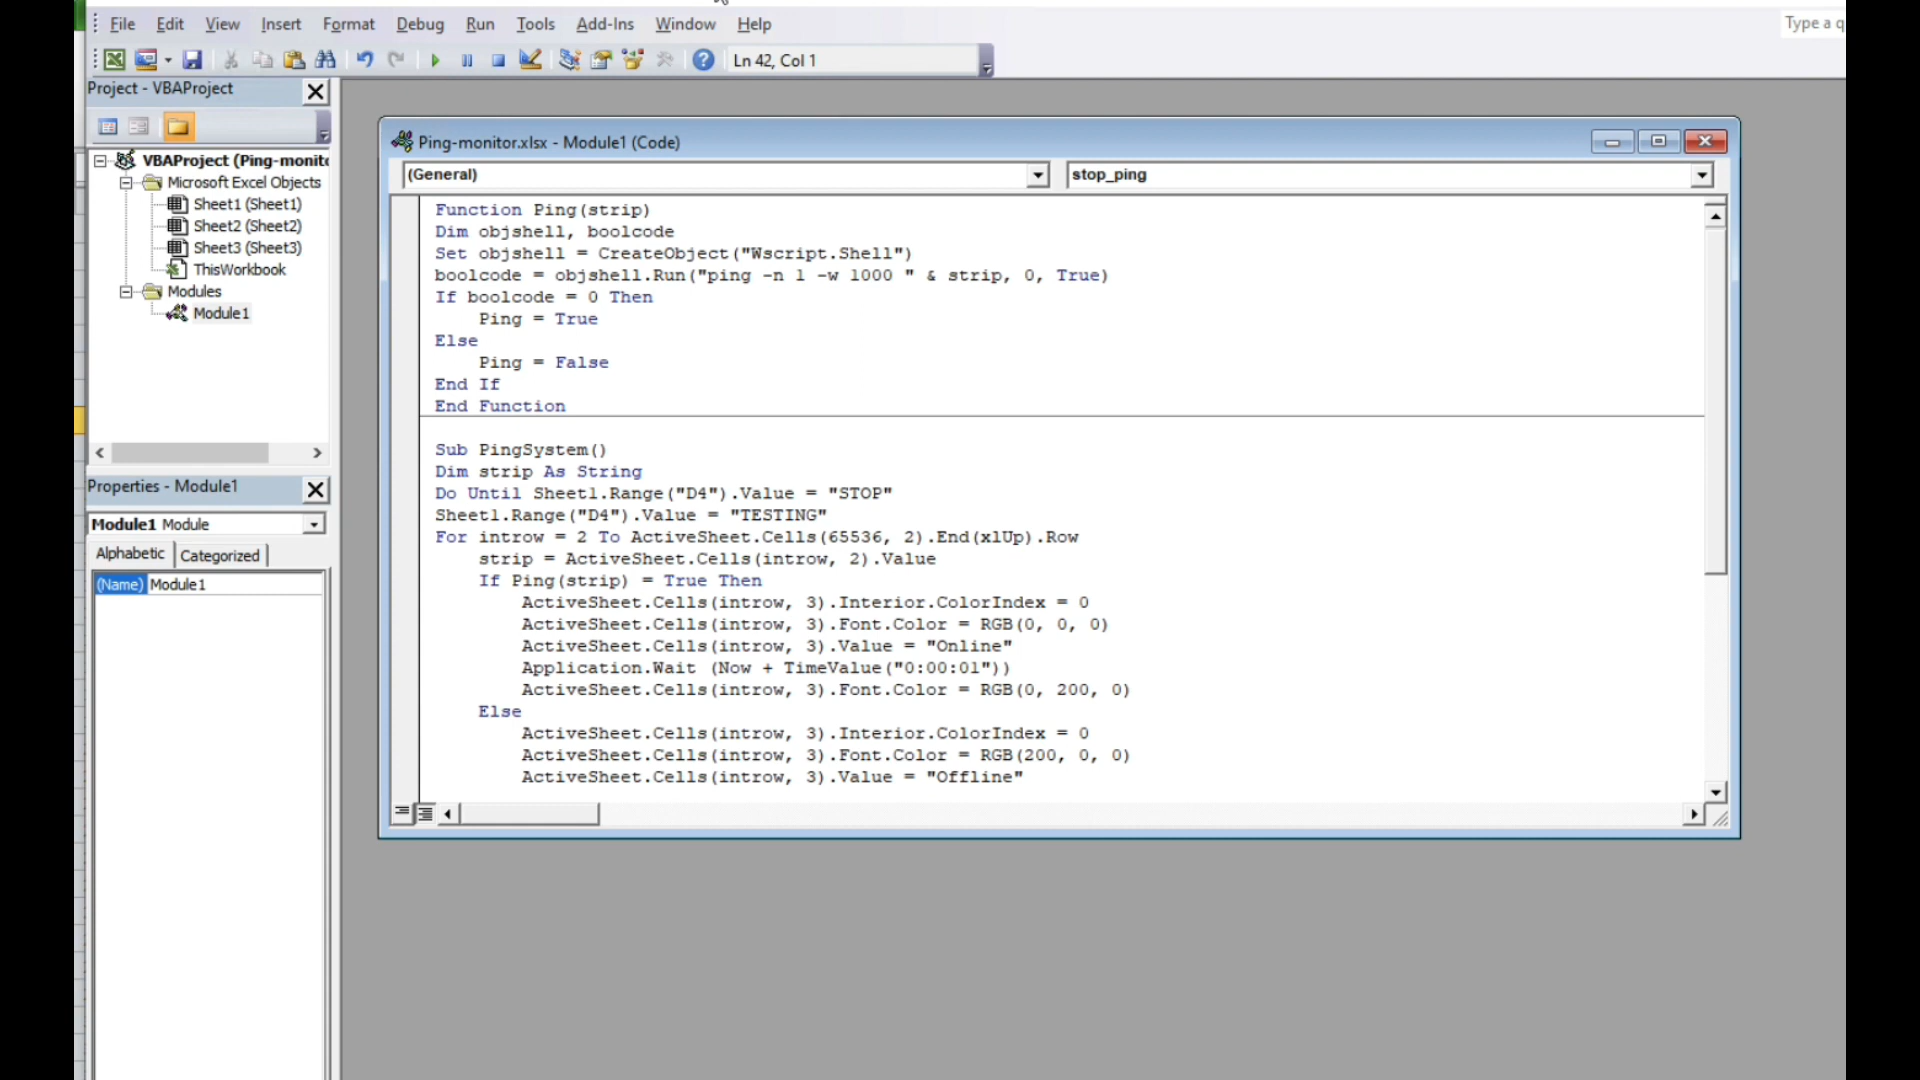 File Edit View Insert Format Debug Run Tools Add-Ins Window Help
Type a q
Ln 42, Col 1
Project - VBAProject
VBAProject (Ping-monito
Microsoft Excel Objects
Sheet1 (Sheet1)
Sheet2 (Sheet2)
Sheet3 (Sheet3)
ThisWorkbook
Modules
Module1
Properties - Module1
Module1 Module
Alphabetic Categorized
(Name) Module1
Ping-monitor.xlsx - Module1 (Code)
(General) stop_ping
Function Ping(strip)
Dim objshell, boolcode
Set objshell = CreateObject("Wscript.Shell")
boolcode = objshell.Run("ping -n 1 -w 1000 " & strip, 0, True)
If boolcode = 0 Then
Ping = True
Else
Ping = False
End If
End Function
Sub PingSystem()
Dim strip As String
Do Until Sheet1.Range("D4").Value = "STOP"
Sheet1.Range("D4").Value = "TESTING"
For introw = 2 To ActiveSheet.Cells(65536, 2).End(xlUp).Row
strip = ActiveSheet.Cells(introw, 2).Value
If Ping(strip) = True Then
ActiveSheet.Cells(introw, 3).Interior.ColorIndex = 0
ActiveSheet.Cells(introw, 3).Font.Color = RGB(0, 0, 0)
ActiveSheet.Cells(introw, 3).Value = "Online"
Application.Wait (Now + TimeValue("0:00:01"))
ActiveSheet.Cells(introw, 3).Font.Color = RGB(0, 200, 0)
Else
ActiveSheet.Cells(introw, 3).Interior.ColorIndex = 0
ActiveSheet.Cells(introw, 3).Font.Color = RGB(200, 0, 0)
ActiveSheet.Cells(introw, 3).Value = "Offline"